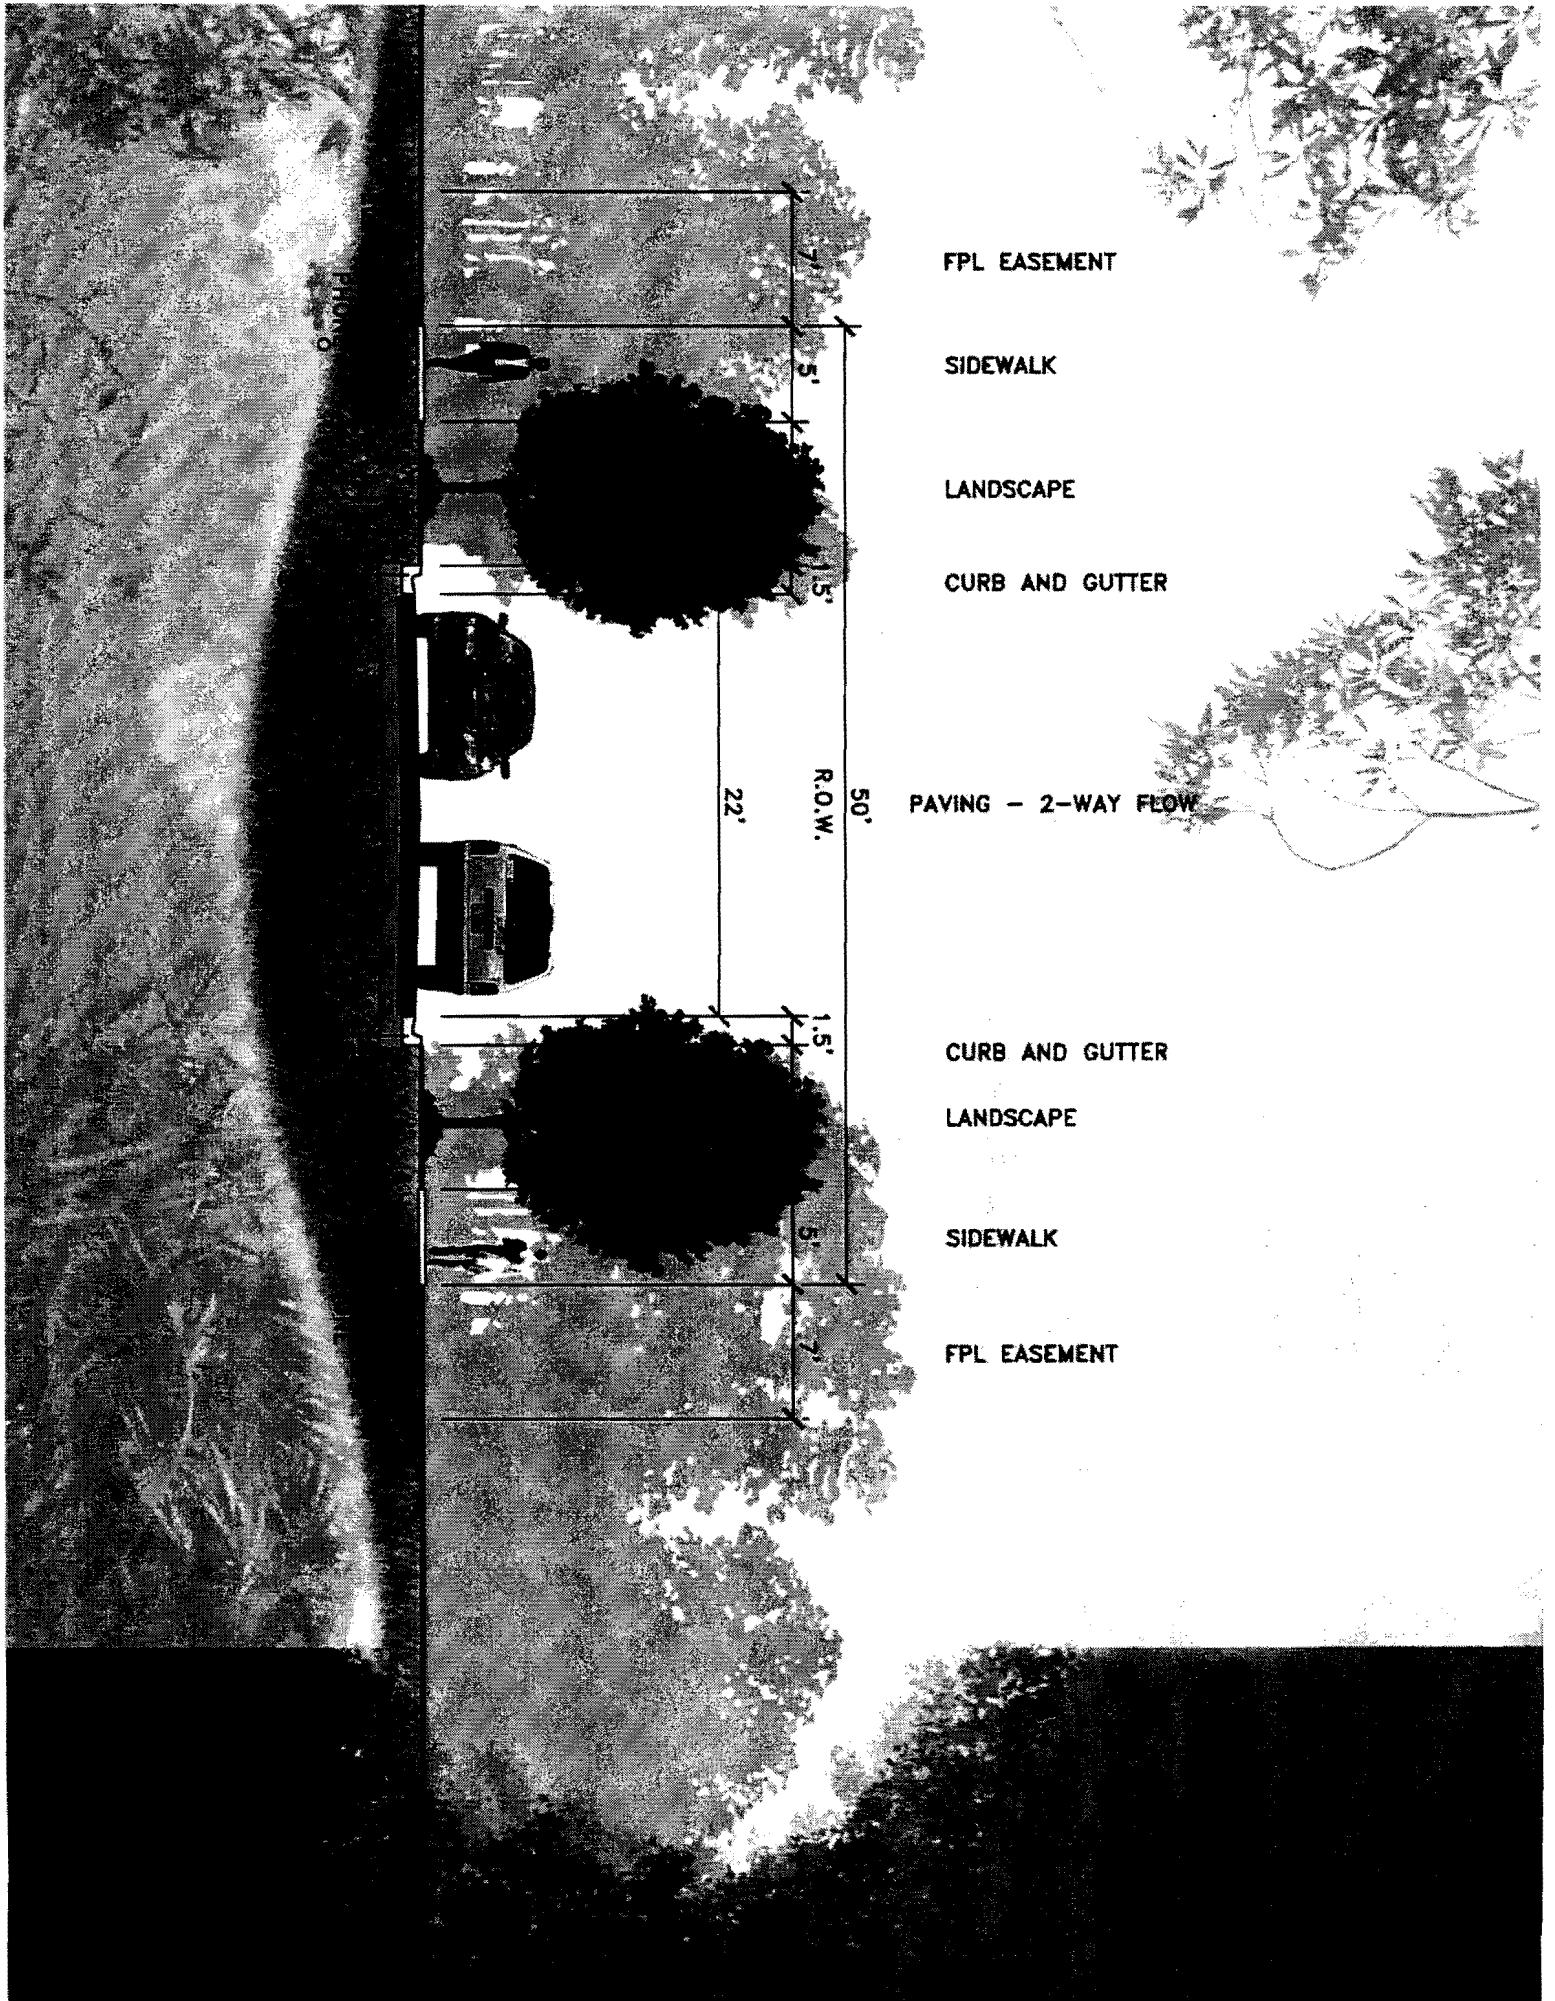 FPL EASEMENT
7'
SIDEWALK
5'
LANDSCAPE
CURB AND GUTTER
1.5'
PAVING – 2-WAY FLOW
50'
R.O.W.
22'
CURB AND GUTTER
1.5'
LANDSCAPE
SIDEWALK
5'
FPL EASEMENT
7'